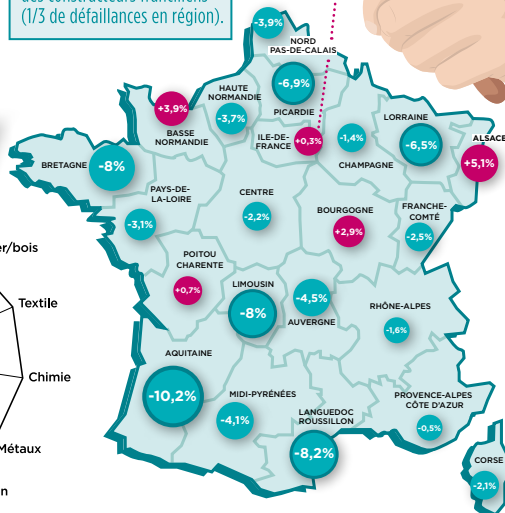 (1/3 de défaillances en région).
-3,9%
NORD
PAS-DE-CALAIS
-6,9%
PICARDIE
HAUTE
NORMANDIE
-3,7%
+3,9%
BASSE
NORMANDIE
ILE-DE-
FRANCE
+0,3%
-1,4%
CHAMPAGNE
LORRAINE
-6,5%
ALSACE
+5,1%
BRETAGNE
-8%
PAYS-DE-
LA-LOIRE
-3,1%
CENTRE
-2,2%
BOURGOGNE
+2,9%
FRANCHE-
COMTÉ
-2,5%
er/bois
Textile
Chimie
Métaux
n
POITOU
CHARENTE
+0,7%
LIMOUSIN
-8%
-4,5%
AUVERGNE
RHÔNE-ALPES
-1,6%
AQUITAINE
-10,2%
MIDI-PYRÉNÉES
-4,1%
LANGUEDOC
ROUSSILLON
-8,2%
PROVENCE-ALPES
CÔTE D'AZUR
-0,5%
CORSE
-2,1%